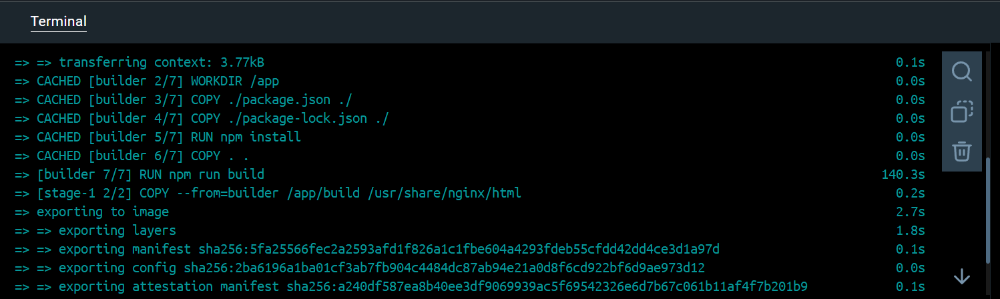 Terminal
=> => transferring context: 3.77kB 0.1s
=> CACHED [builder 2/7] WORKDIR /app 0.0s
=> CACHED [builder 3/7] COPY ./package.json ./ 0.0s
=> CACHED [builder 4/7] COPY ./package-lock.json ./ 0.0s
=> CACHED [builder 5/7] RUN npm install 0.0s
=> CACHED [builder 6/7] COPY . . 0.0s
=> [builder 7/7] RUN npm run build 140.3s
=> [stage-1 2/2] COPY --from=builder /app/build /usr/share/nginx/html 0.2s
=> exporting to image 2.7s
=> => exporting layers 1.8s
=> => exporting manifest sha256:5fa25566fec2a2593afd1f826a1c1fbe604a4293fdeb55cfdd42dd4ce3d1a97d 0.1s
=> => exporting config sha256:2ba6196a1ba01cf3ab7fb904c4484dc87ab94e21a0d8f6cd922bf6d9ae973d12 0.0s
=> => exporting attestation manifest sha256:a240df587ea8b40ee3df9069939ac5f69542326e6d7b67c061b11af4f7b201b9 0.1s